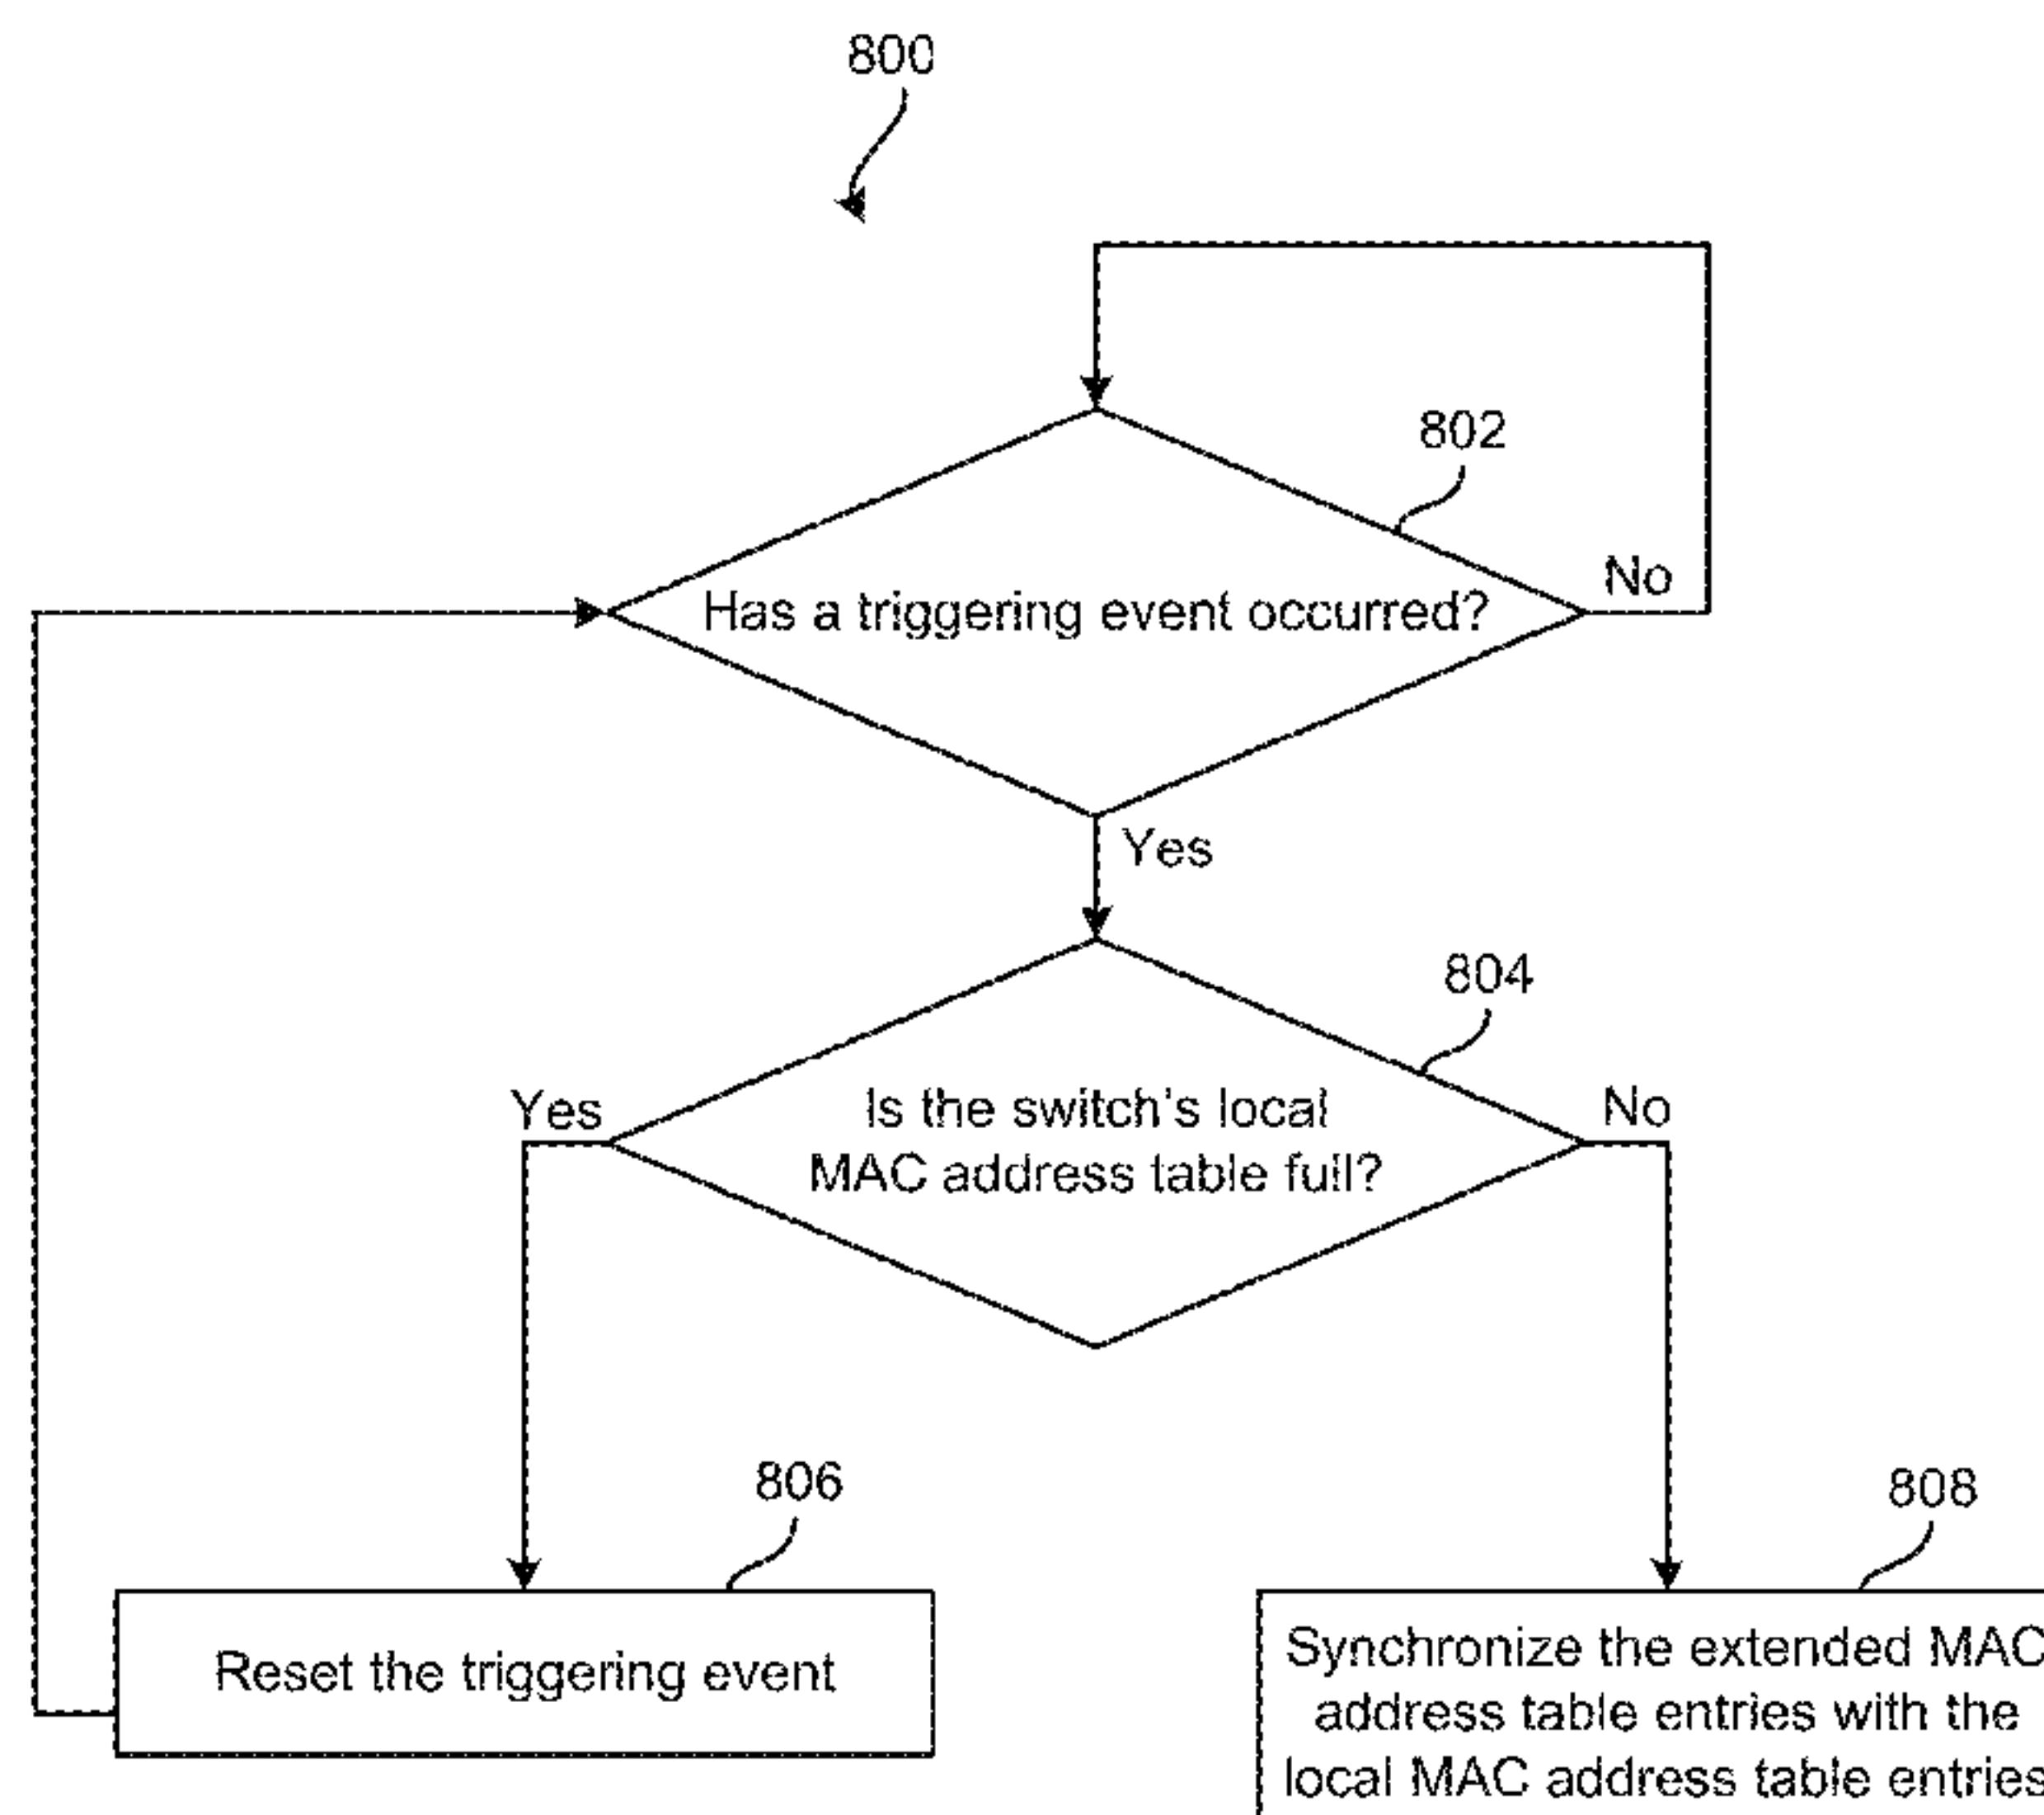 800
802
No
Has a triggering event occurred?
Yes
804
Yes
Is the switch's local
MAC address table full?
No
806
808
Reset the triggering event
Synchronize the extended MAC
address table entries with the
local MAC address table entries